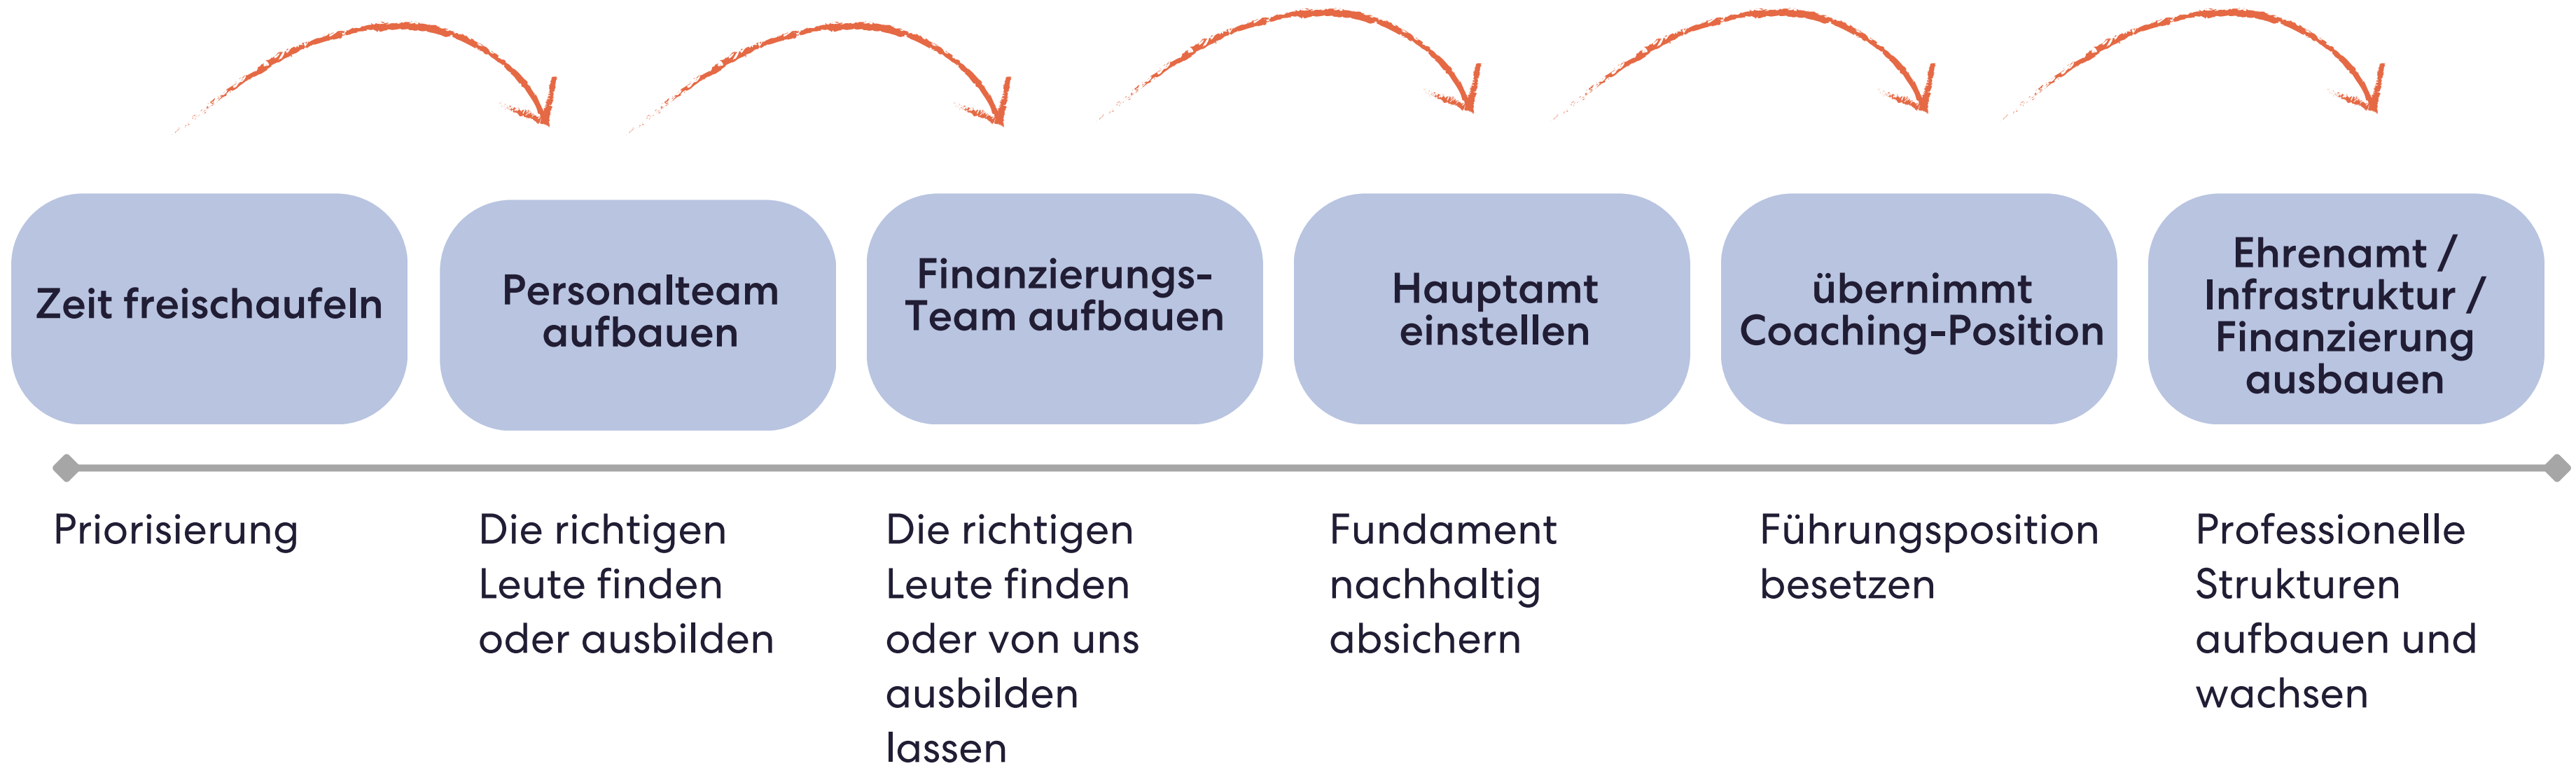 Zeit freischaufeln
Personalteam
aufbauen
Finanzierungs-
Team aufbauen
Hauptamt
einstellen
übernimmt
Coaching-Position
Ehrenamt /
Infrastruktur /
Finanzierung
ausbauen
Priorisierung
Die richtigen
Leute finden
oder ausbilden
Die richtigen
Leute finden
oder von uns
ausbilden
lassen
Fundament
nachhaltig
absichern
Führungsposition
besetzen
Professionelle
Strukturen
aufbauen und
wachsen